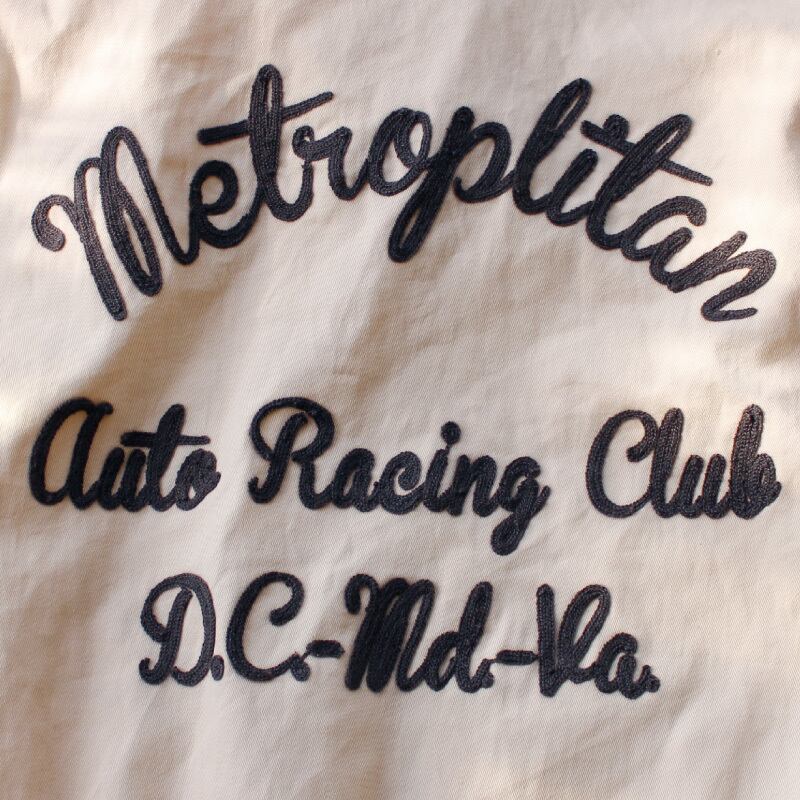 Metroplitan
Auto Racing Club
D.C.-Md.-Va.